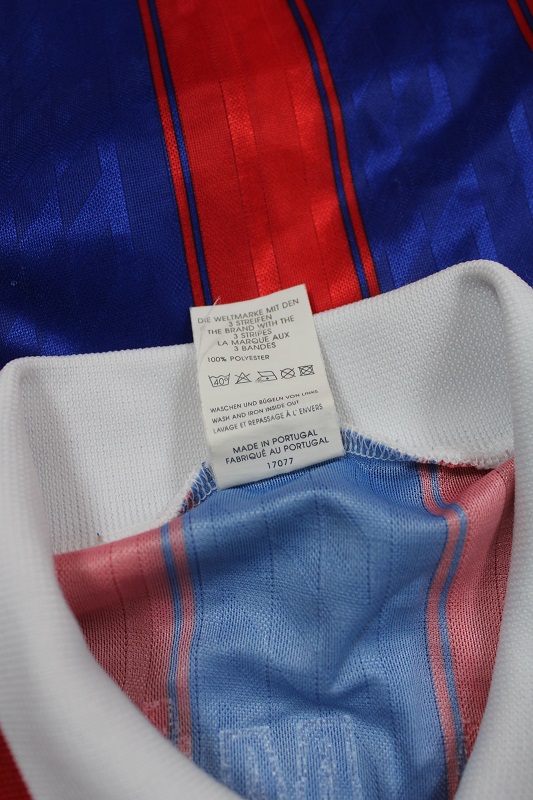 DIE WELTMARKE MIT DEN
3 STREIFEN
THE BRAND WITH THE
3 STRIPES
LA MARQUE AUX
3 BANDES
100% POLYESTER
40°
WASCHEN UND BÜGELN VON LINKS
WASH AND IRON INSIDE OUT
LAVAGE ET REPASSAGE À L'ENVERS
MADE IN PORTUGAL
FABRIQUÉ AU PORTUGAL
17077